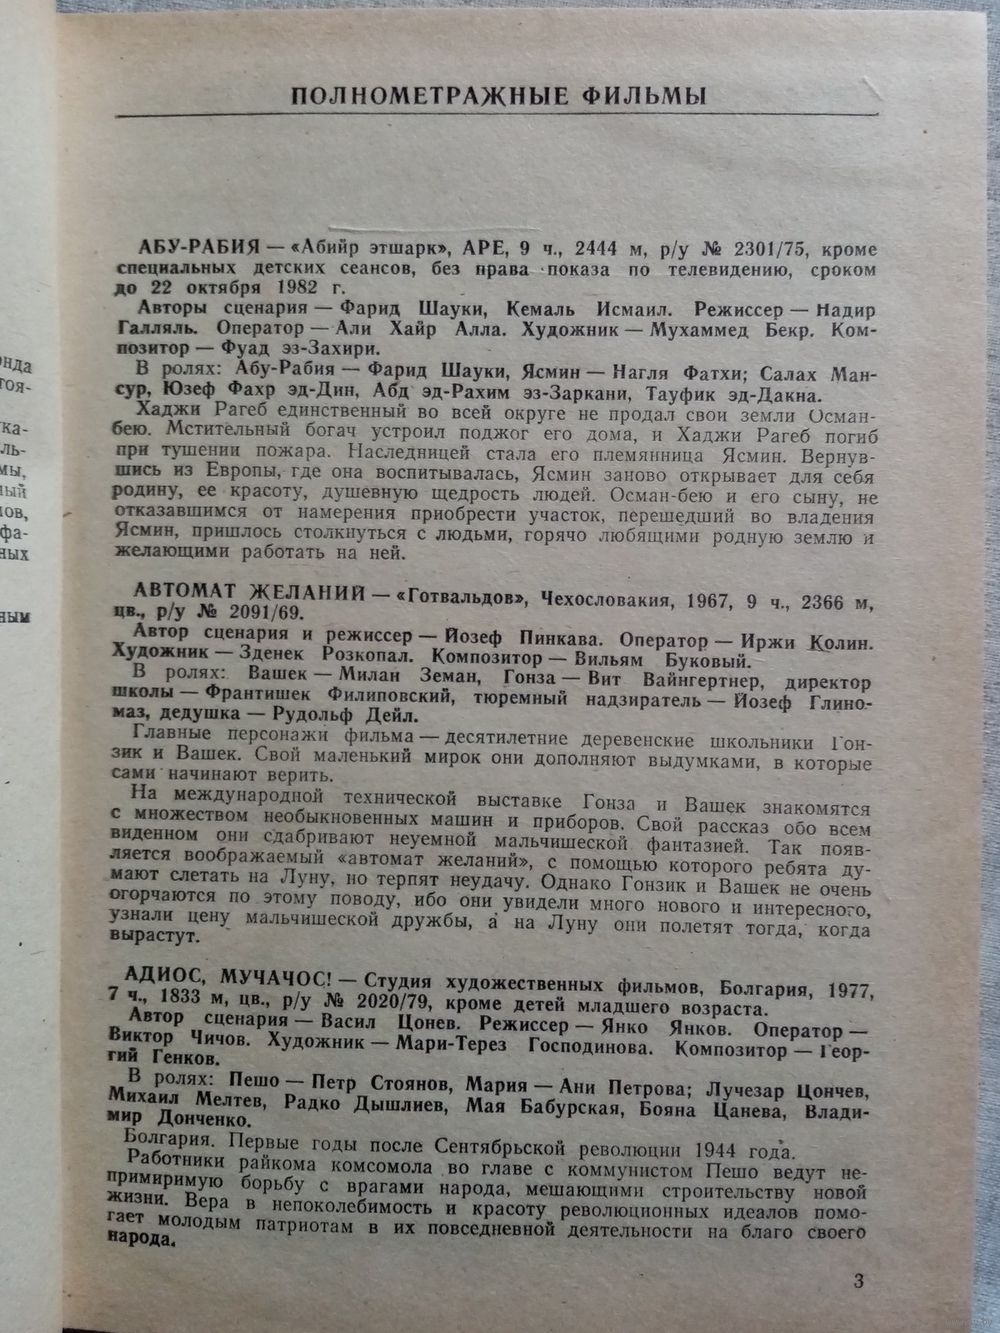 ПОЛНОМЕТРАЖНЫЕ ФИЛЬМЫ
АБУ-РАБИЯ — «Абийр этшарк», АРЕ, 9 ч., 2444 м, р/у № 2301/75, кроме
специальных детских сеансов, без права показа по телевидению, сроком
до 22 октября 1982 г.
Авторы сценария — Фарид Шауки, Кемаль Исмаил. Режиссер — Надир
Галляль. Оператор — Али Хайр Алла. Художник — Мухаммед Бекр. Ком-
позитор — Фуад эз-Захири.
В ролях: Абу-Рабия — Фарид Шауки, Ясмин — Нагля Фатхи; Салах Ман-
сур, Юзеф Фахр эд-Дин, Абд эд-Рахим эз-Заркани, Тауфик эд-Дакна.
Хаджи Рагеб единственный во всей округе не продал свои земли Осман-
бею. Мстительный богач устроил поджог его дома, и Хаджи Рагеб погиб
при тушении пожара. Наследницей стала его племянница Ясмин. Вернув-
шись из Европы, где она воспитывалась, Ясмин заново открывает для себя
родину, ее красоту, душевную щедрость людей. Осман-бею и его сыну, не
отказавшимся от намерения приобрести участок, перешедший во владения
Ясмин, пришлось столкнуться с людьми, горячо любящими родную землю и
желающими работать на ней.
АВТОМАТ ЖЕЛАНИЙ — «Готвальдов», Чехословакия, 1967, 9 ч., 2366 м,
цв., р/у № 2091/69.
Автор сценария и режиссер — Йозеф Пинкава. Оператор — Иржи Колин.
Художник — Зденек Розкопал. Композитор — Вильям Буковый.
В ролях: Вашек — Милан Земан, Гонза — Вит Вайнгертнер, директор
школы — Франтишек Филиповский, тюремный надзиратель — Йозеф Глино-
маз, дедушка — Рудольф Дейл.
Главные персонажи фильма — десятилетние деревенские школьники Гон-
зик и Вашек. Свой маленький мирок они дополняют выдумками, в которые
сами начинают верить.
На международной технической выставке Гонза и Вашек знакомятся
с множеством необыкновенных машин и приборов. Свой рассказ обо всем
виденном они сдабривают неуемной мальчишеской фантазией. Так появ-
ляется воображаемый «автомат желаний», с помощью которого ребята ду-
мают слетать на Луну, но терпят неудачу. Однако Гонзик и Вашек не очень
огорчаются по этому поводу, ибо они увидели много нового и интересного,
узнали цену мальчишеской дружбы, а на Луну они полетят тогда, когда
вырастут.
АДИОС, МУЧАЧОС! — Студия художественных фильмов, Болгария, 1977,
7 ч., 1833 м, цв., р/у № 2020/79, кроме детей младшего возраста.
Автор сценария — Васил Цонев. Режиссер — Янко Янков. Оператор —
Виктор Чичов. Художник — Мари-Терез Господинова. Композитор — Геор-
гий Генков.
В ролях: Пешо — Петр Стоянов, Мария — Ани Петрова; Лучезар Цончев,
Михаил Мелтев, Радко Дышлиев, Мая Бабурская, Бояна Цанева, Влади-
мир Донченко.
Болгария. Первые годы после Сентябрьской революции 1944 года.
Работники райкома комсомола во главе с коммунистом Пешо ведут не-
примиримую борьбу с врагами народа, мешающими строительству новой
жизни. Вера в непоколебимость и красоту революционных идеалов помо-
гает молодым патриотам в их повседневной деятельности на благо своего
народа.
3